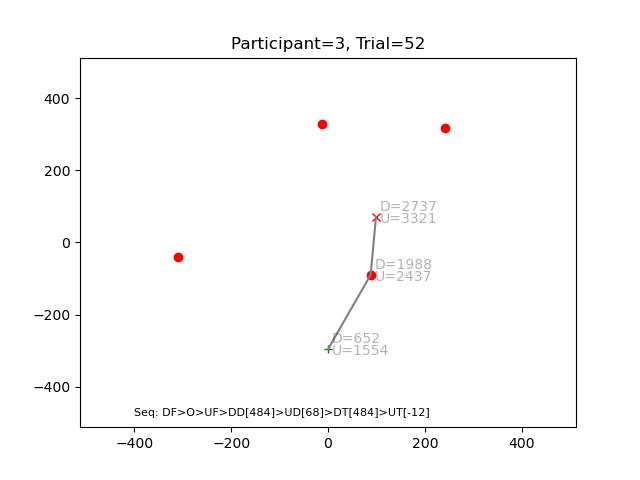 Participant=3, Trial=52
400
200
0
−200
−400
D=2737
U=3321
D=1988
U=2437
D=652
U=1554
Seq: DF>O>UF>DD[484]>UD[68]>DT[484]>UT[-12]
−400 −200 0 200 400